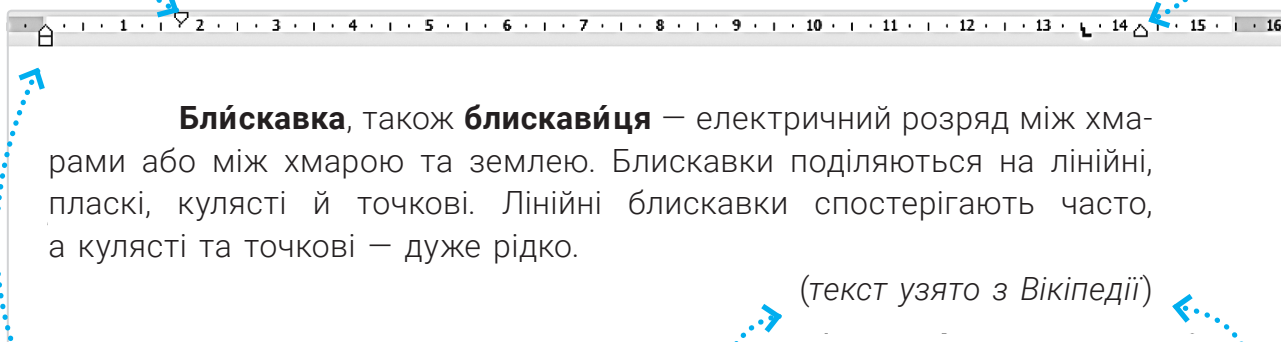 1 2 3 4 5 6 7 8 9 10 11 12 13 14 15 16
Бли́скавка, також блискави́ця — електричний розряд між хма-
рами або між хмарою та землею. Блискавки поділяються на лінійні,
пласкі, кулясті й точкові. Лінійні блискавки спостерігають часто,
а кулясті та точкові — дуже рідко.
(текст узято з Вікіпедії)